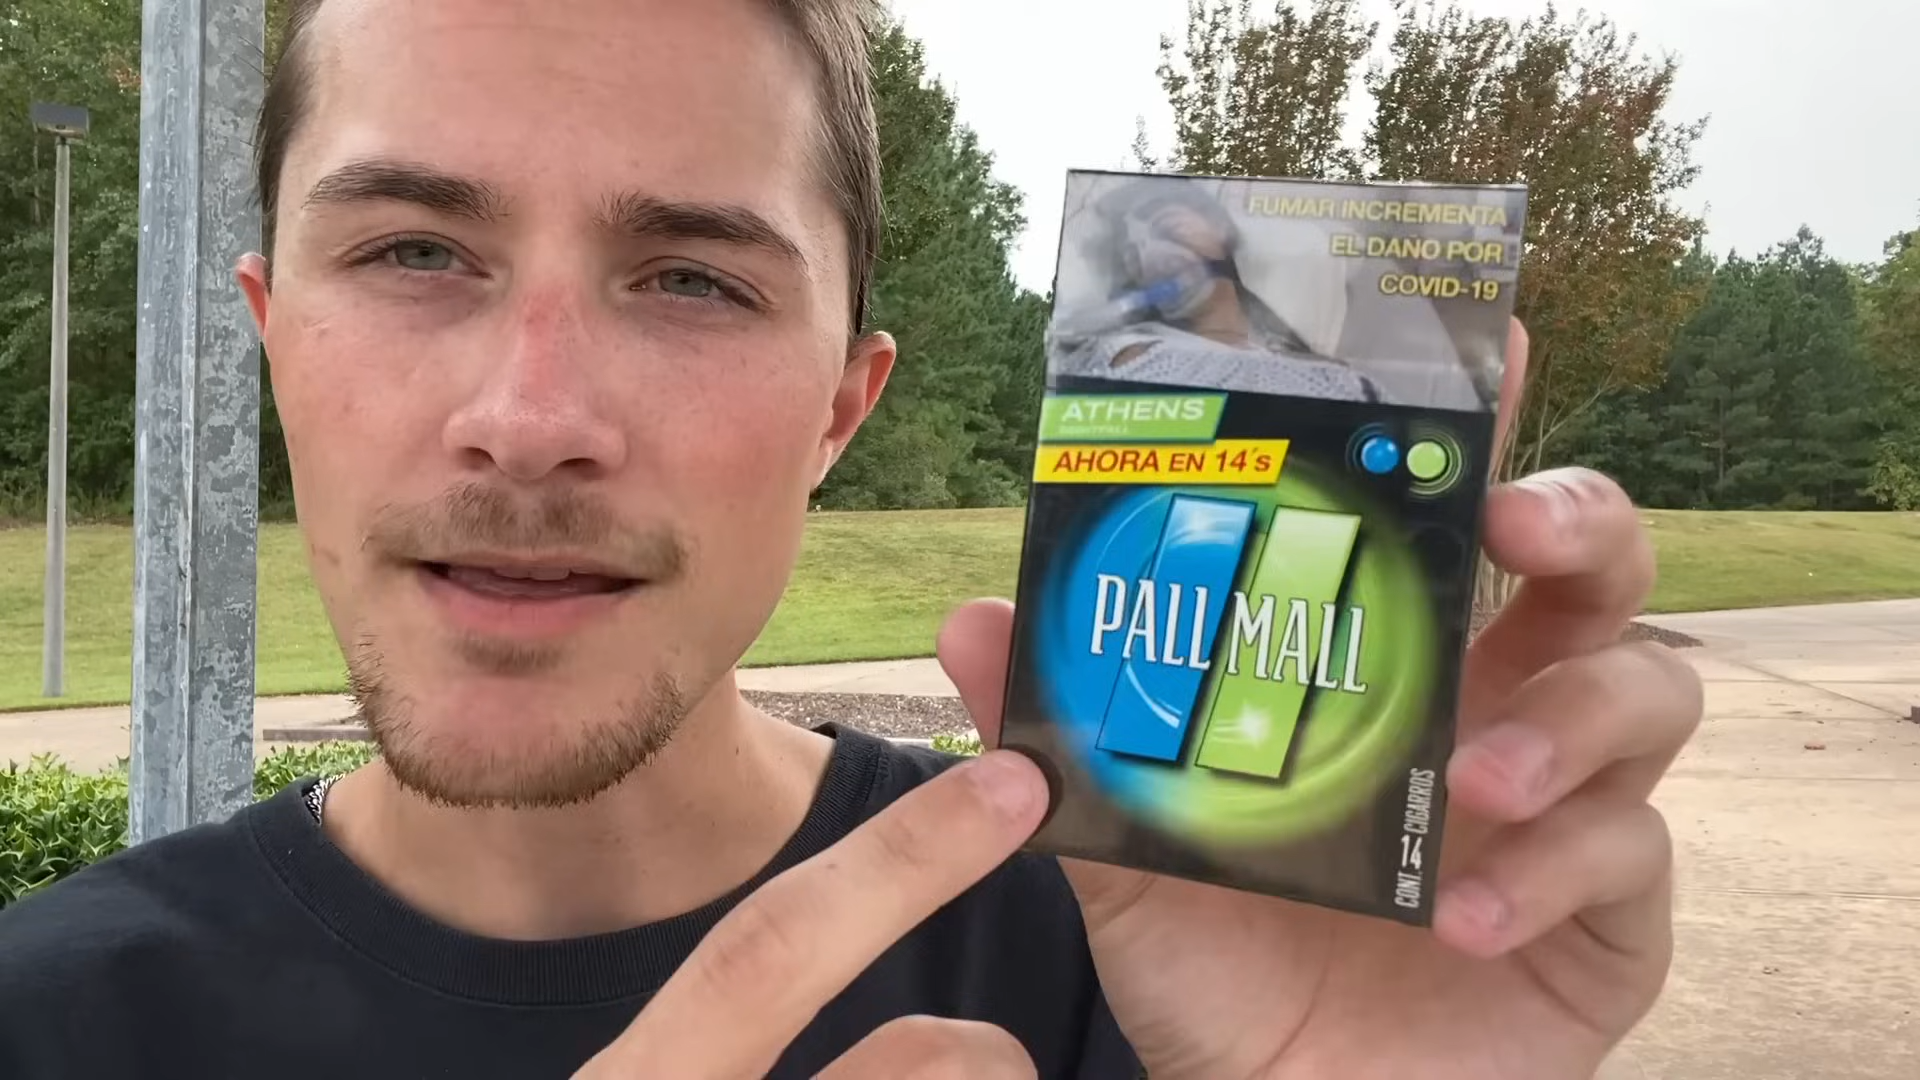 FUMAR INCREMENTA
EL DAÑO POR
COVID-19
ATHENS
AHORA EN 14's
PALL MALL
CONT. 14 CIGARROS